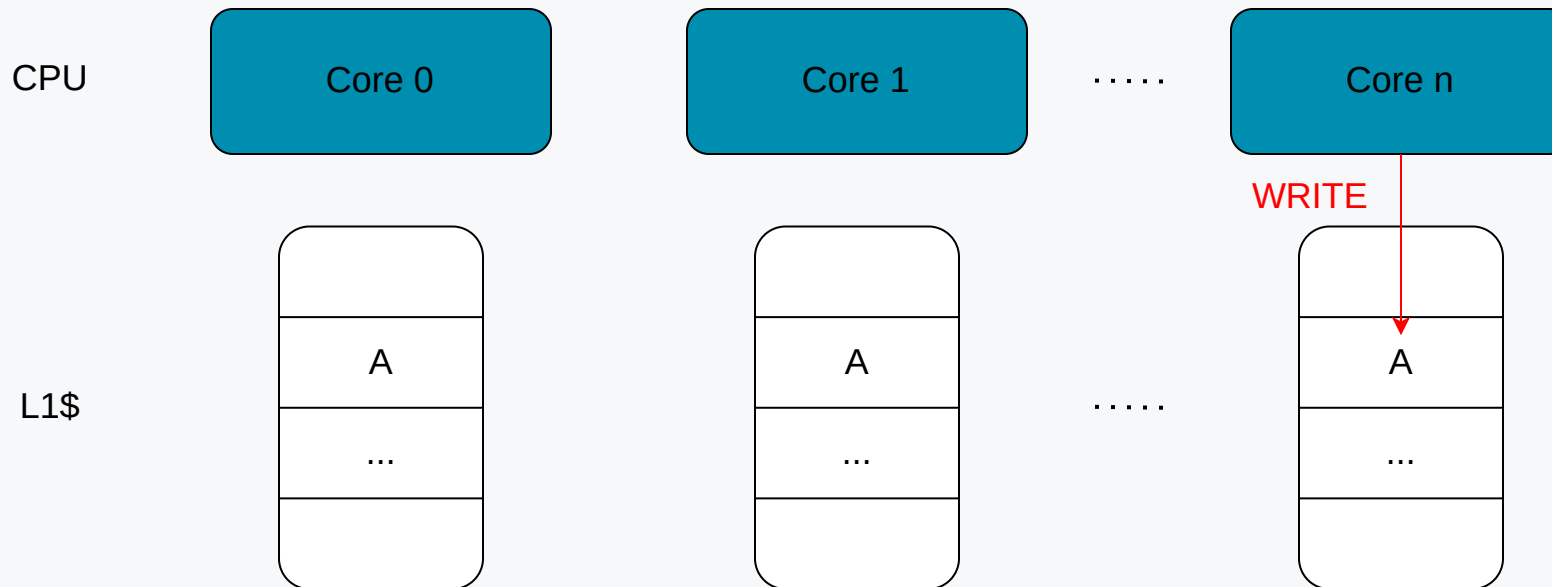 CPU
Core 0
Core 1
.....
Core n
WRITE
L1$
A
A
A
.....
...
...
...